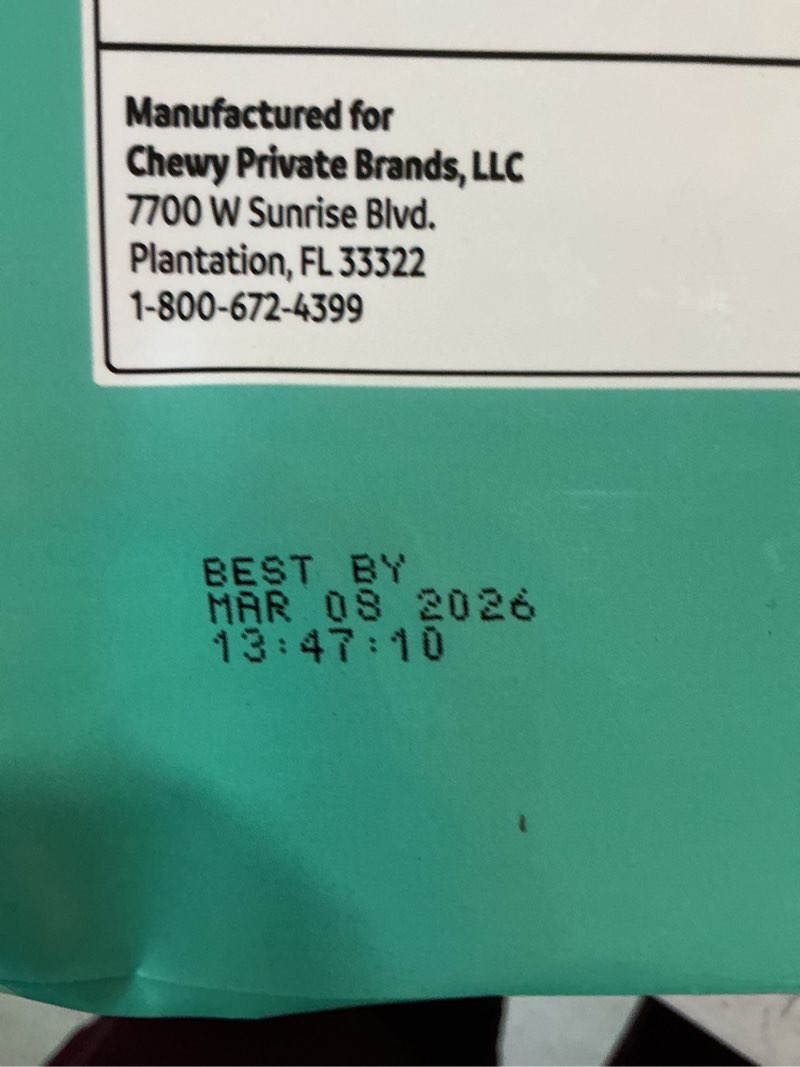 Manufactured for
Chewy Private Brands, LLC
7700 W Sunrise Blvd.
Plantation, FL 33322
1-800-672-4399
BEST BY
MAR 08 2026
13:47:10